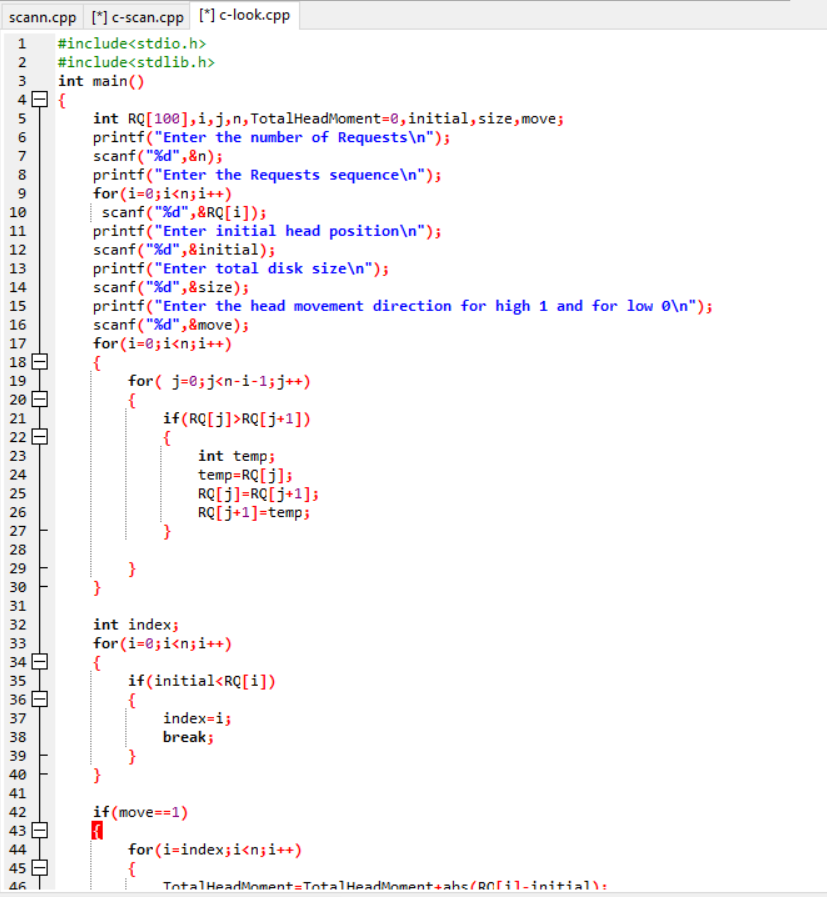 scann.cpp [*] c-scan.cpp [*] c-look.cpp
1 #include<stdio.h>
2 #include<stdlib.h>
3 int main()
4 {
5 int RQ[100],i,j,n,TotalHeadMoment=0,initial,size,move;
6 printf("Enter the number of Requests\n");
7 scanf("%d",&n);
8 printf("Enter the Requests sequence\n");
9 for(i=0;i<n;i++)
10 scanf("%d",&RQ[i]);
11 printf("Enter initial head position\n");
12 scanf("%d",&initial);
13 printf("Enter total disk size\n");
14 scanf("%d",&size);
15 printf("Enter the head movement direction for high 1 and for low 0\n");
16 scanf("%d",&move);
17 for(i=0;i<n;i++)
18 {
19 for( j=0;j<n-i-1;j++)
20 {
21 if(RQ[j]>RQ[j+1])
22 {
23 int temp;
24 temp=RQ[j];
25 RQ[j]=RQ[j+1];
26 RQ[j+1]=temp;
27 }
28
29 }
30 }
31
32 int index;
33 for(i=0;i<n;i++)
34 {
35 if(initial<RQ[i])
36 {
37 index=i;
38 break;
39 }
40 }
41
42 if(move==1)
43 {
44 for(i=index;i<n;i++)
45 {
46 TotalHeadMoment=TotalHeadMoment+abs(RQ[i]-initial);